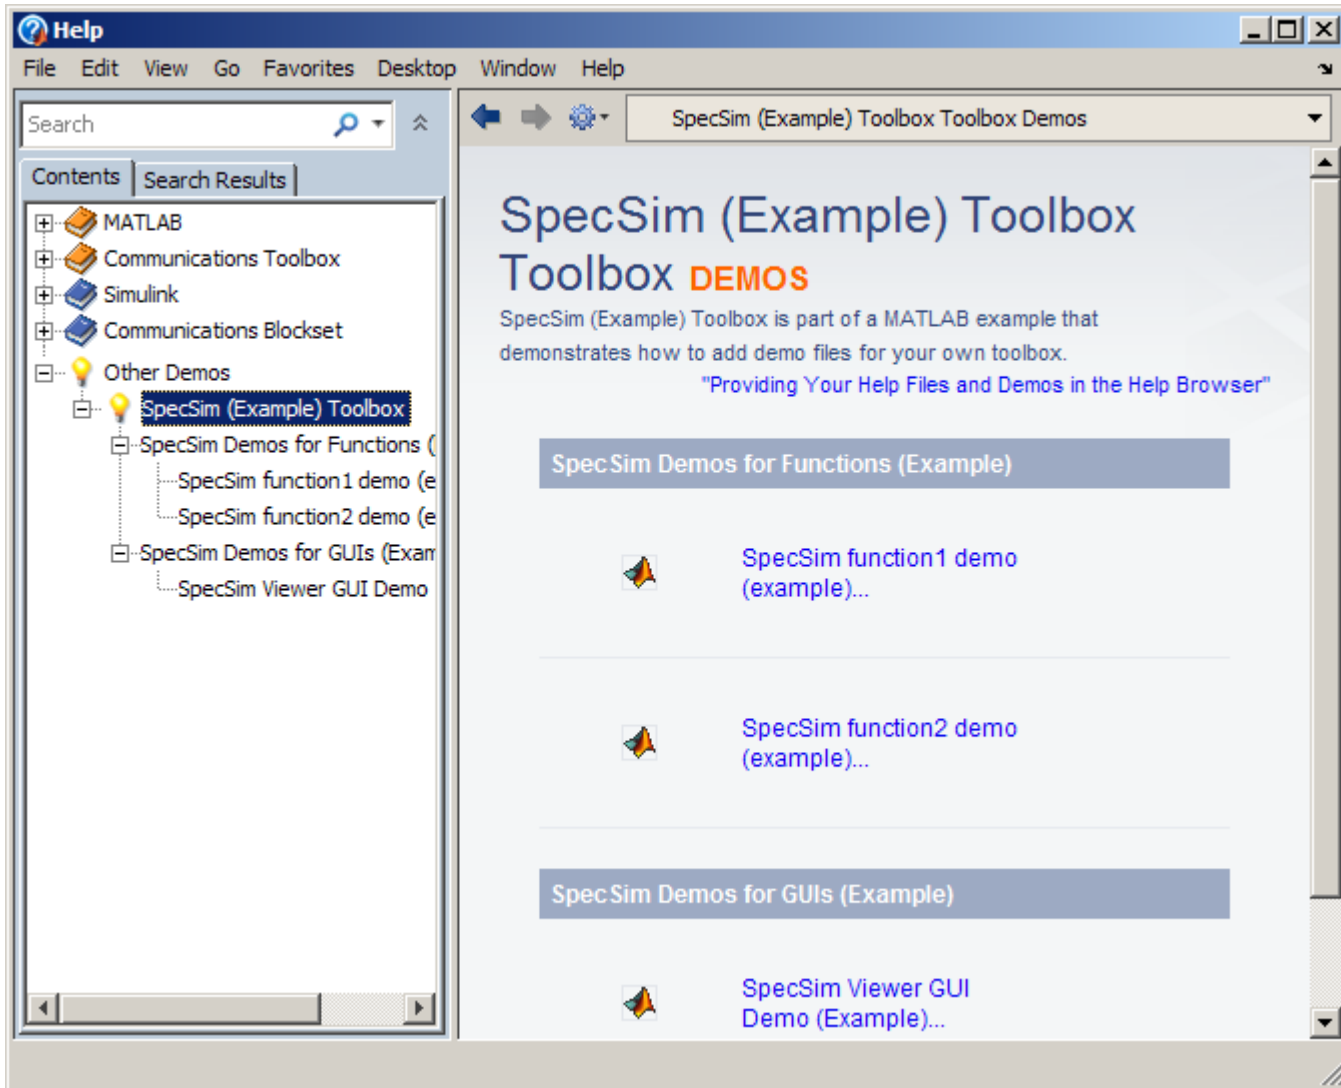 Help
File Edit View Go Favorites Desktop Window Help
Search
Contents Search Results
MATLAB
Communications Toolbox
Simulink
Communications Blockset
Other Demos
SpecSim (Example) Toolbox
SpecSim Demos for Functions (
SpecSim function1 demo (e
SpecSim function2 demo (e
SpecSim Demos for GUIs (Exam
SpecSim Viewer GUI Demo
SpecSim (Example) Toolbox Toolbox Demos
SpecSim (Example) Toolbox
Toolbox DEMOS
SpecSim (Example) Toolbox is part of a MATLAB example that
demonstrates how to add demo files for your own toolbox.
"Providing Your Help Files and Demos in the Help Browser"
SpecSim Demos for Functions (Example)
SpecSim function1 demo
(example)...
SpecSim function2 demo
(example)...
SpecSim Demos for GUIs (Example)
SpecSim Viewer GUI
Demo (Example)...